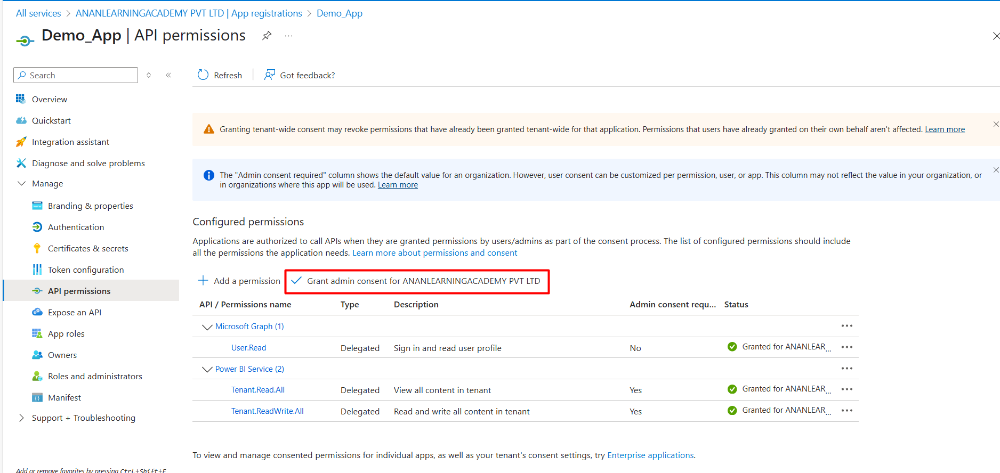 All services > ANANLEARNINGACADEMY PVT LTD | App registrations > Demo_App
Demo_App | API permissions
Search
Refresh
Got feedback?
Overview
Quickstart
Integration assistant
Diagnose and solve problems
Manage
Branding & properties
Authentication
Certificates & secrets
Token configuration
API permissions
Expose an API
App roles
Owners
Roles and administrators
Manifest
Support + Troubleshooting
Add or remove favorites by pressing Ctrl+Shift+F
Granting tenant-wide consent may revoke permissions that have already been granted tenant-wide for that application. Permissions that users have already granted on their own behalf aren't affected. Learn more
The "Admin consent required" column shows the default value for an organization. However, user consent can be customized per permission, user, or app. This column may not reflect the value in your organization, or
in organizations where this app will be used. Learn more
Configured permissions
Applications are authorized to call APIs when they are granted permissions by users/admins as part of the consent process. The list of configured permissions should include
all the permissions the application needs. Learn more about permissions and consent
Add a permission
Grant admin consent for ANANLEARNINGACADEMY PVT LTD
API / Permissions name Type Description Admin consent requ... Status
Microsoft Graph (1)
User.Read Delegated Sign in and read user profile No Granted for ANANLEAR...
Power BI Service (2)
Tenant.Read.All Delegated View all content in tenant Yes Granted for ANANLEAR...
Tenant.ReadWrite.All Delegated Read and write all content in tenant Yes Granted for ANANLEAR...
To view and manage consented permissions for individual apps, as well as your tenant's consent settings, try Enterprise applications.